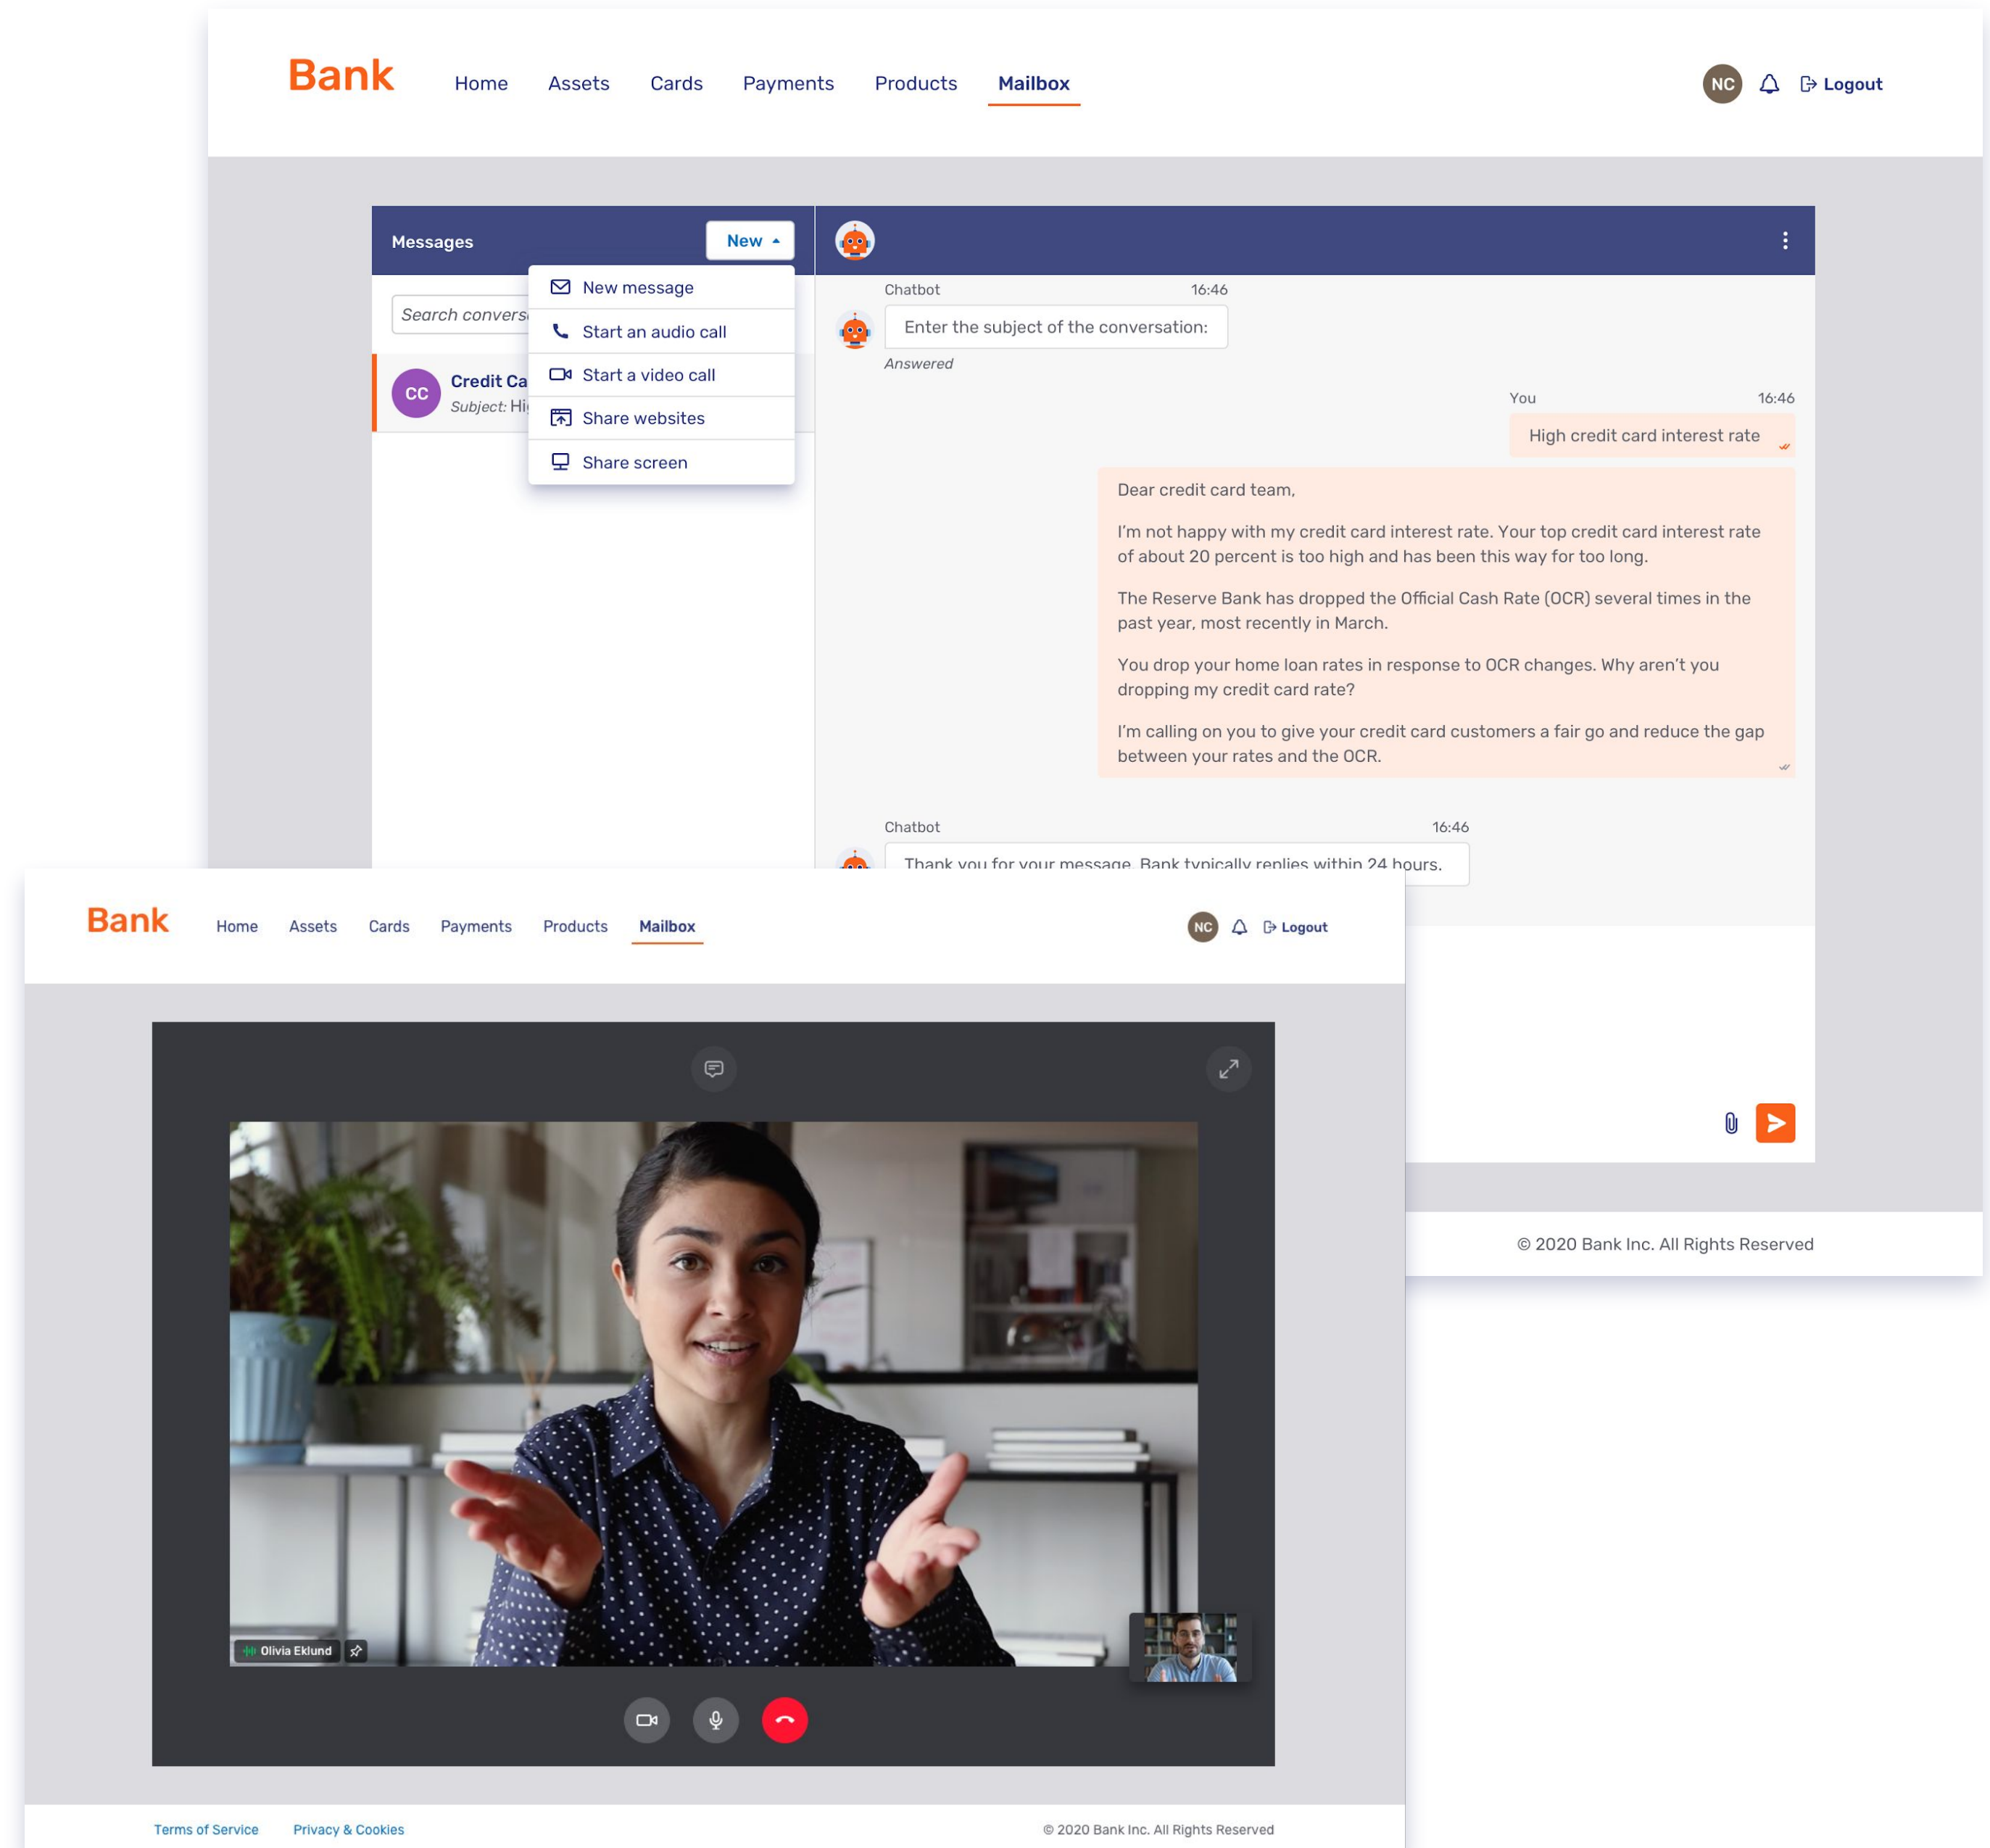 Bank
Home Assets Cards Payments Products Mailbox
NC Logout
Messages
New
New message
Start an audio call
Start a video call
Share websites
Share screen
Search
CC
Credit
Subject:
Chatbot 16:46
Enter the subject of the conversation:
Answered
You 16:46
High credit card interest rate
Dear credit card team,
I'm not happy with my credit card interest rate. Your top credit card interest rate
of about 20 percent is too high and has been this way for too long.
The Reserve Bank has dropped the Official Cash Rate (OCR) several times in the
past year, most recently in March.
You drop your home loan rates in response to OCR changes. Why aren't you
dropping my credit card rate?
I'm calling on you to give your credit card customers a fair go and reduce the gap
between your rates and the OCR.
Chatbot 16:46
Thank you for your message. Bank typically replies within 24 hours.
© 2020 Bank Inc. All Rights Reserved
Bank
Home Assets Cards Payments Products Mailbox
NC Logout
Olivia Eklund
Terms of Service Privacy & Cookies
© 2020 Bank Inc. All Rights Reserved